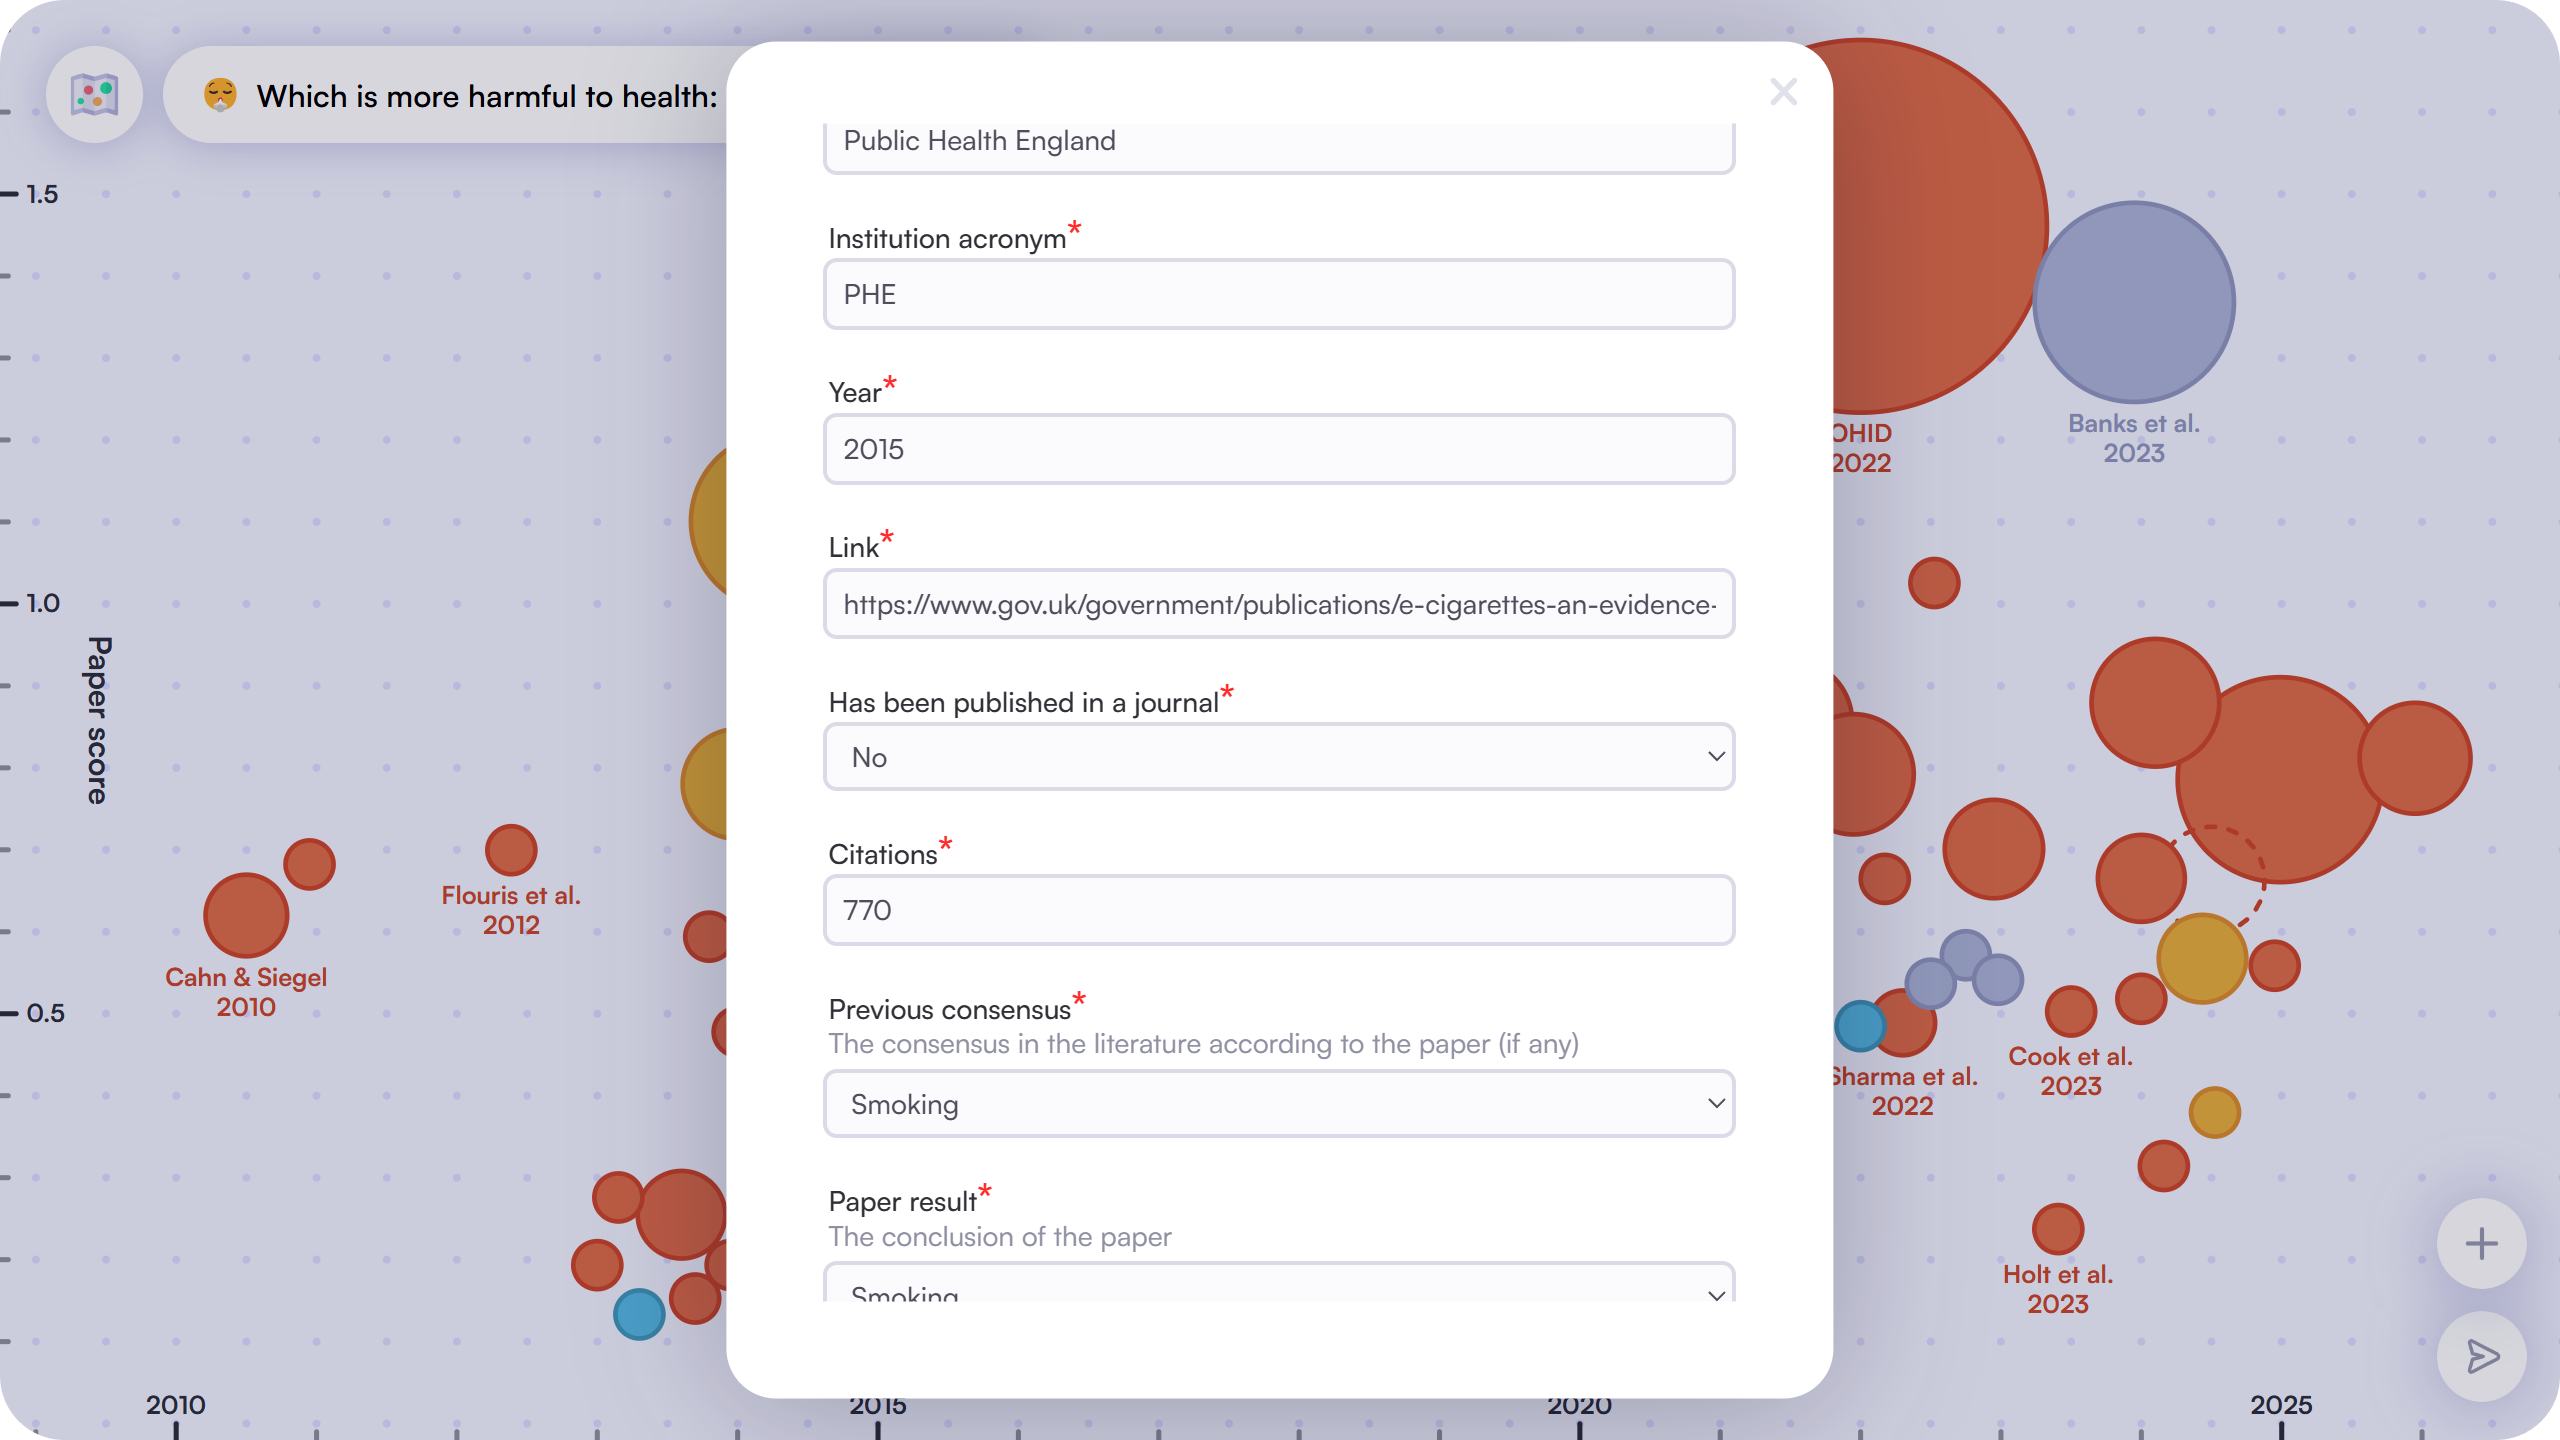 Which is more harmful to health:
Public Health England
Institution acronym*
PHE
Year*
2015
Link*
https://www.gov.uk/government/publications/e-cigarettes-an-evidence-
Has been published in a journal*
No
Citations*
770
Previous consensus*
The consensus in the literature according to the paper (if any)
Smoking
Paper result*
The conclusion of the paper
Smoking
1.5
1.0
0.5
Paper score
Cahn & Siegel
2010
Flouris et al.
2012
OHID
2022
Banks et al.
2023
Sharma et al.
2022
Cook et al.
2023
Holt et al.
2023
2010
2015
2020
2025